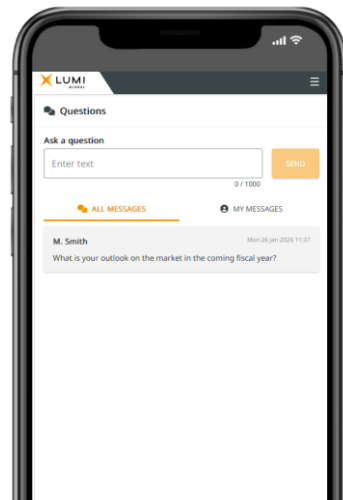 LUMI
GLOBAL
Questions
Ask a question
Enter text
SEND
0 / 1000
ALL MESSAGES
MY MESSAGES
M. Smith
Mon 26 Jan 2026 11:37
What is your outlook on the market in the coming fiscal year?